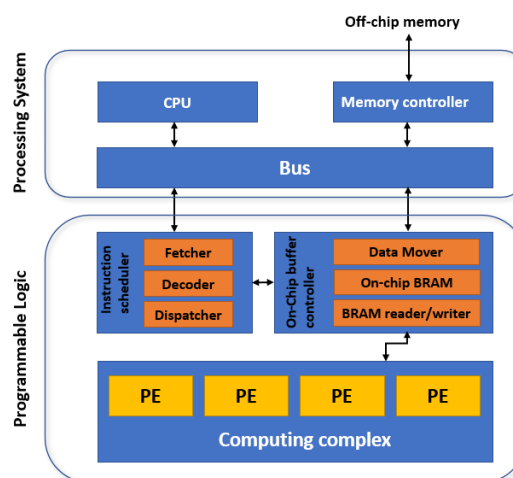 Off-chip memory
Processing System
CPU
Memory controller
Bus
Programmable Logic
Instruction
scheduler
Fetcher
Decoder
Dispatcher
On-Chip buffer
controller
Data Mover
On-chip BRAM
BRAM reader/writer
PE
PE
PE
PE
Computing complex